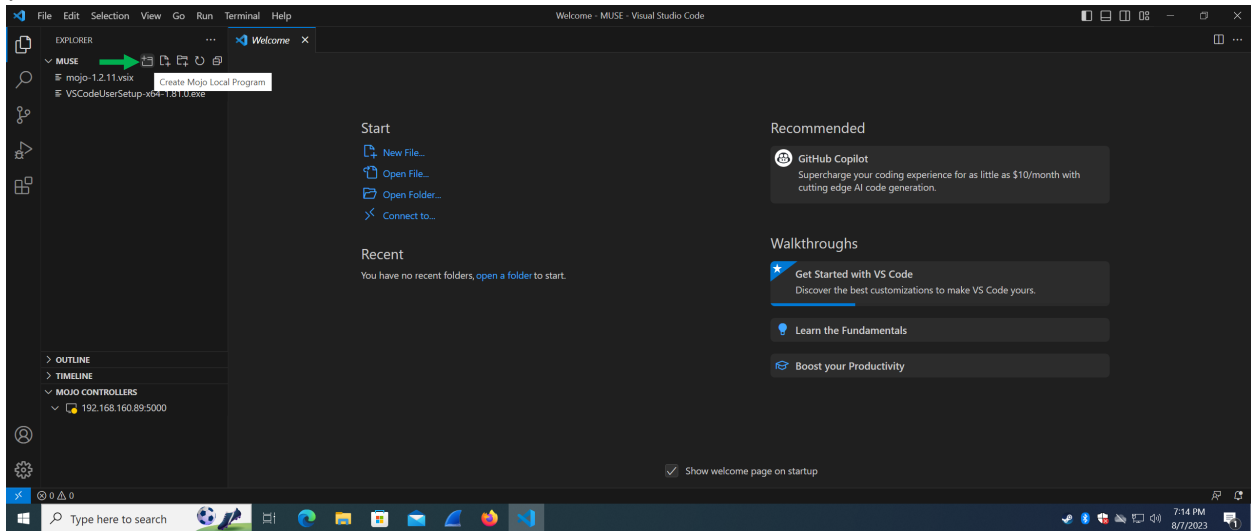 File Edit Selection View Go Run Terminal Help
Welcome - MUSE - Visual Studio Code
EXPLORER
Welcome
MUSE
mojo-1.2.11.vsix
Create Mojo Local Program
VSCodeUserSetup-x64-1.81.0.exe
Start
New File...
Open File...
Open Folder...
Connect to...
Recent
You have no recent folders, open a folder to start.
Recommended
GitHub Copilot
Supercharge your coding experience for as little as $10/month with
cutting edge AI code generation.
Walkthroughs
Get Started with VS Code
Discover the best customizations to make VS Code yours.
Learn the Fundamentals
Boost your Productivity
OUTLINE
TIMELINE
MOJO CONTROLLERS
192.168.160.89:5000
Show welcome page on startup
0 0
Type here to search
7:14 PM
8/7/2023
1